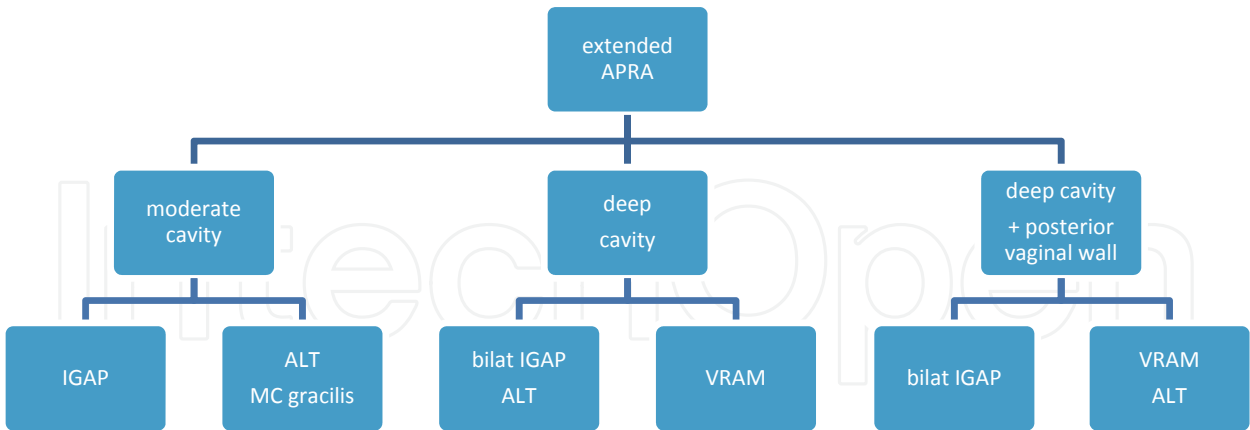 extended
APRA
moderate
cavity
deep
cavity
deep cavity
+ posterior
vaginal wall
IGAP
ALT
MC gracilis
bilat IGAP
ALT
VRAM
bilat IGAP
VRAM
ALT
IntechOpen